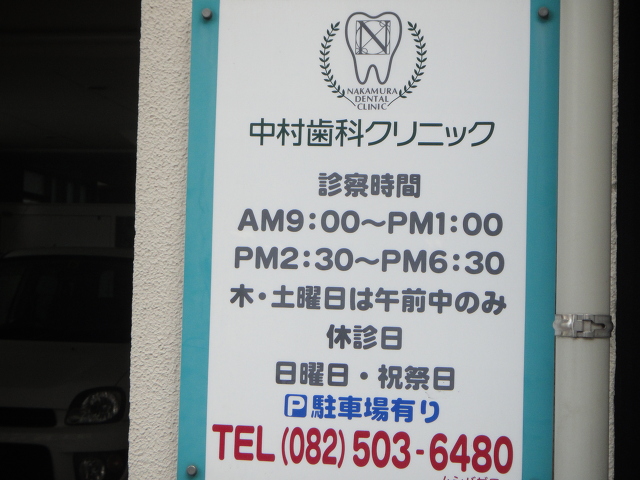 N
NAKAMURA
DENTAL
CLINIC
中村歯科クリニック
診察時間
AM9:00～PM1:00
PM2:30～PM6:30
木・土曜日は午前中のみ
休診日
日曜日・祝祭日
P駐車場有り
TEL(082)503-6480